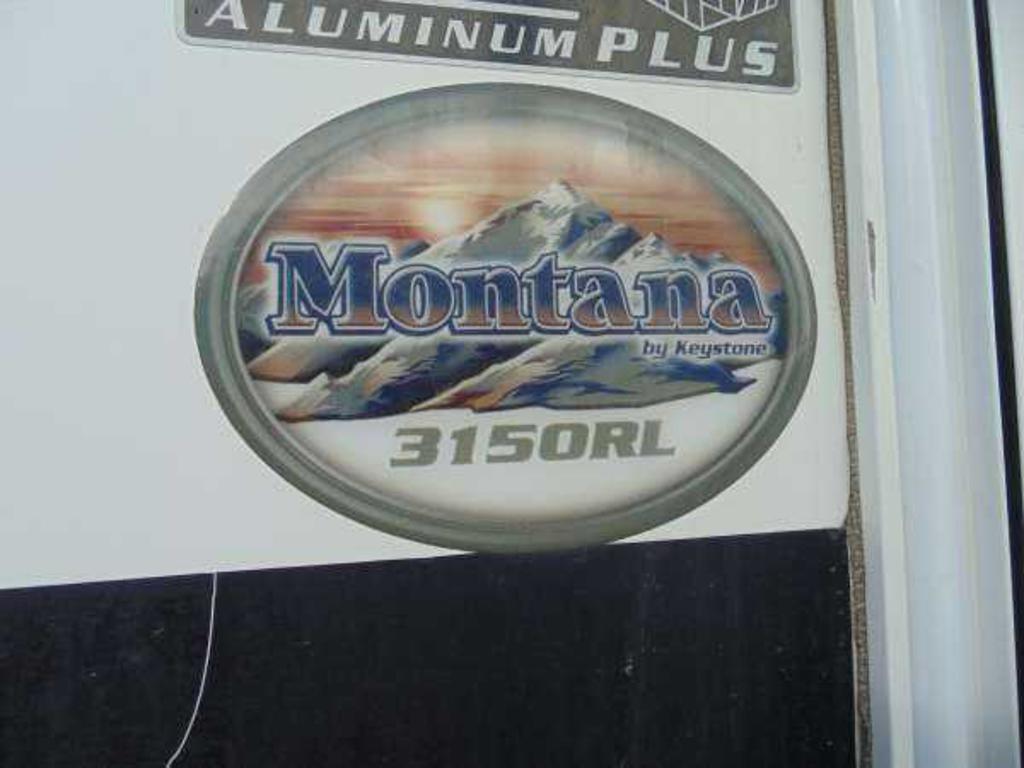 ALUMINUM PLUS
Montana
by Keystone
3150RL